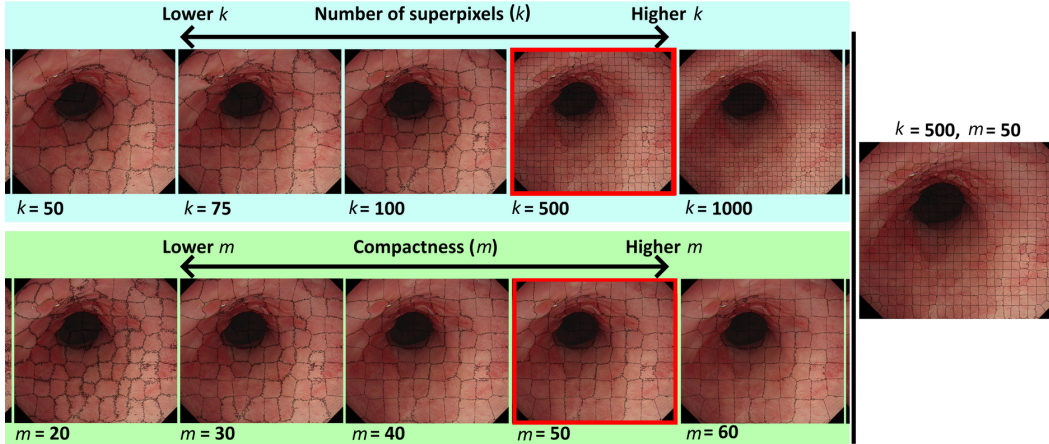 Lower k Number of superpixels (k) Higher k
k = 50 k = 75 k = 100 k = 500 k = 1000
Lower m Compactness (m) Higher m
m = 20 m = 30 m = 40 m = 50 m = 60
k = 500, m = 50